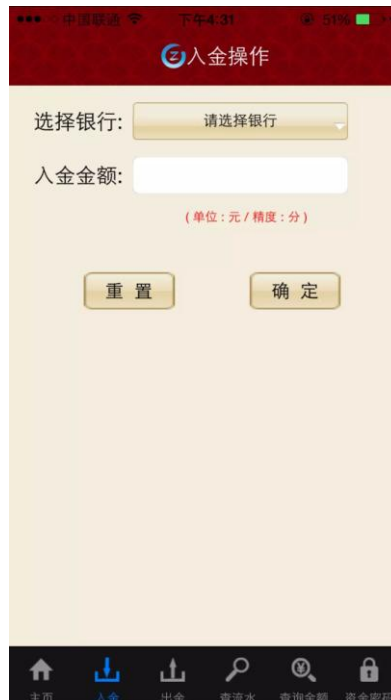 中国联通 下午4:31 51%
入金操作
选择银行: 请选择银行
入金金额:
(单位:元/精度:分)
重 置 确 定
主页 入金 出金 查流水 查询金额 资金密码